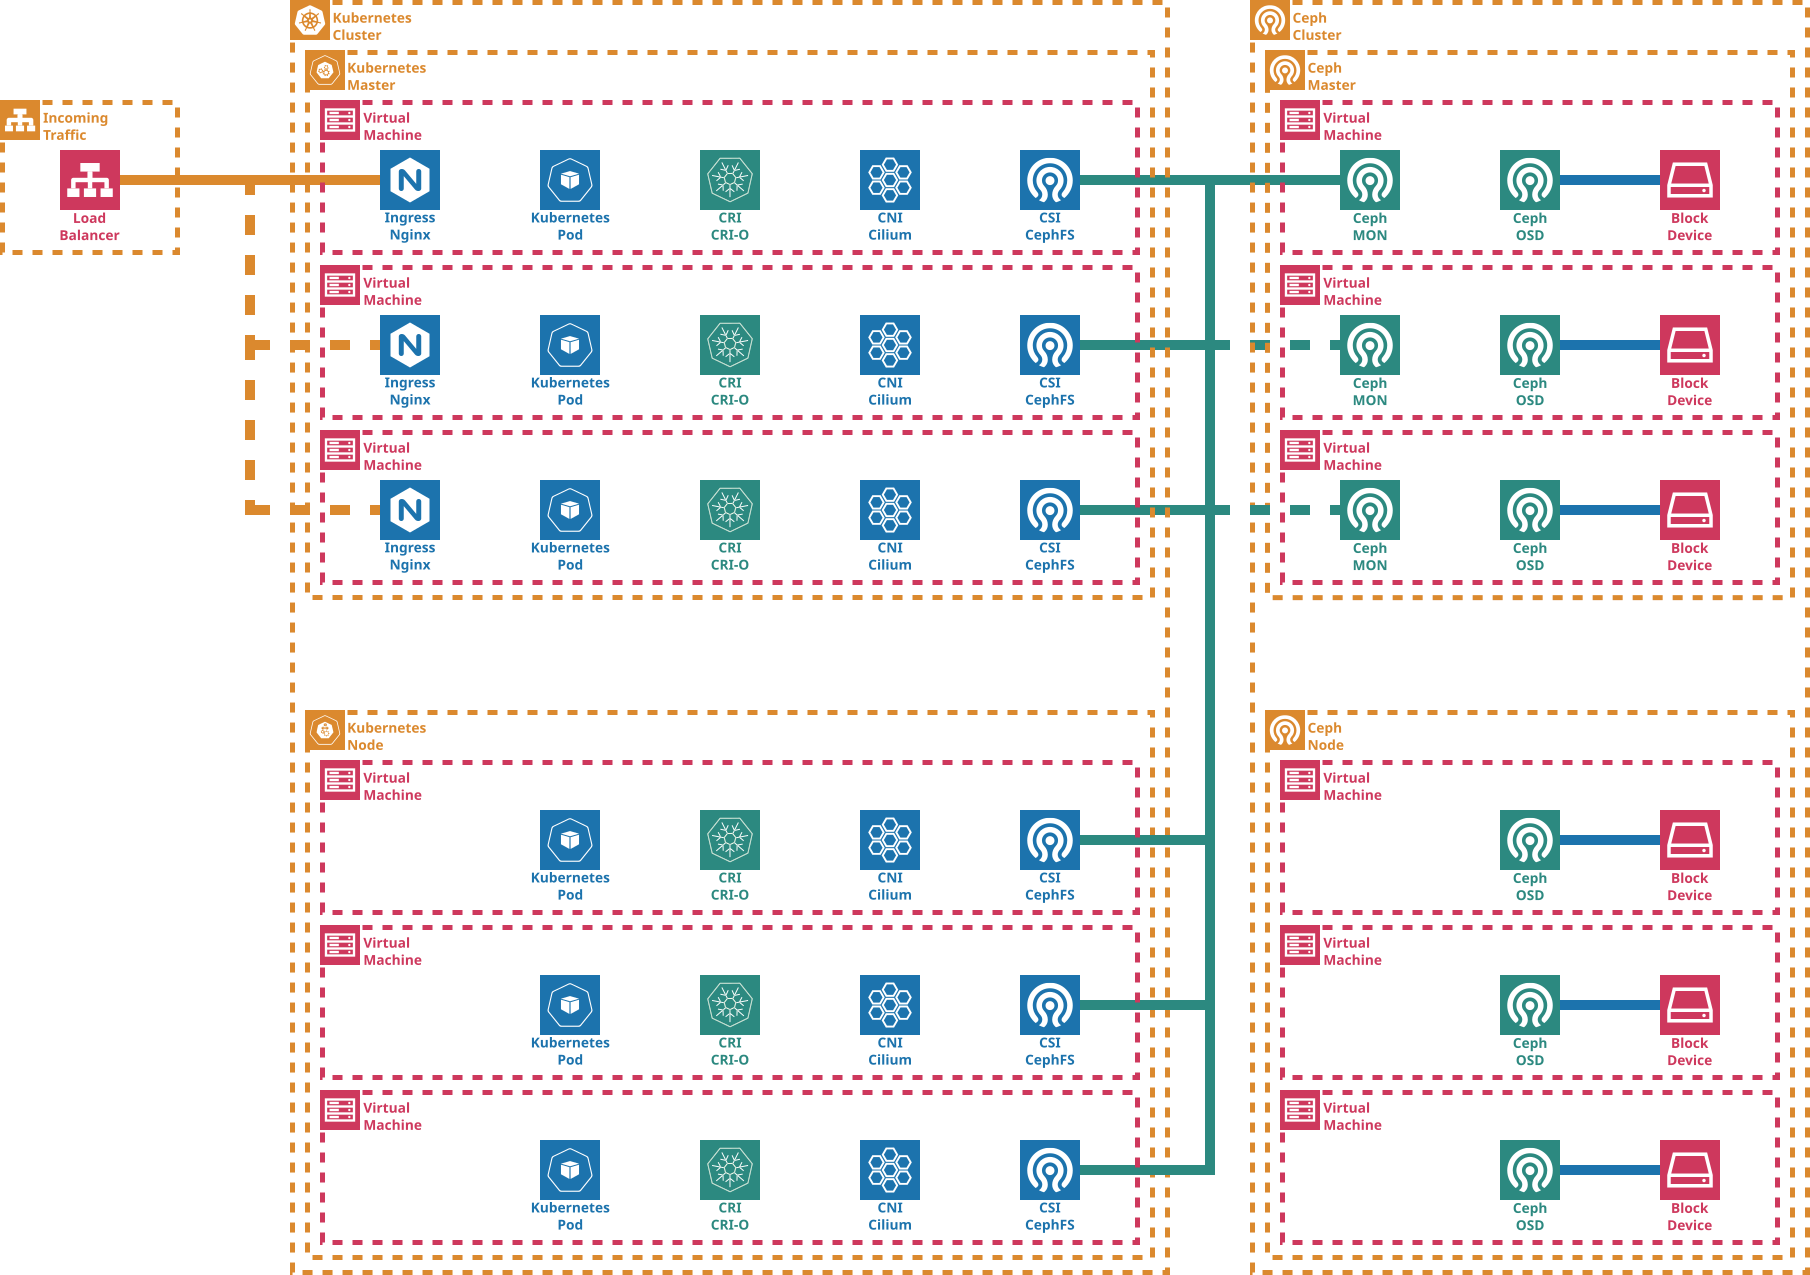 Kubernetes
Cluster
Ceph
Cluster
Kubernetes
Master
Ceph
Master
Incoming
Traffic
Load
Balancer
Virtual
Machine
Ingress
Nginx
Kubernetes
Pod
CRI
CRI-O
CNI
Cilium
CSI
CephFS
Virtual
Machine
Ceph
MON
Ceph
OSD
Block
Device
Virtual
Machine
Ingress
Nginx
Kubernetes
Pod
CRI
CRI-O
CNI
Cilium
CSI
CephFS
Virtual
Machine
Ceph
MON
Ceph
OSD
Block
Device
Virtual
Machine
Ingress
Nginx
Kubernetes
Pod
CRI
CRI-O
CNI
Cilium
CSI
CephFS
Virtual
Machine
Ceph
MON
Ceph
OSD
Block
Device
Kubernetes
Node
Ceph
Node
Virtual
Machine
Kubernetes
Pod
CRI
CRI-O
CNI
Cilium
CSI
CephFS
Virtual
Machine
Ceph
OSD
Block
Device
Virtual
Machine
Kubernetes
Pod
CRI
CRI-O
CNI
Cilium
CSI
CephFS
Virtual
Machine
Ceph
OSD
Block
Device
Virtual
Machine
Kubernetes
Pod
CRI
CRI-O
CNI
Cilium
CSI
CephFS
Virtual
Machine
Ceph
OSD
Block
Device